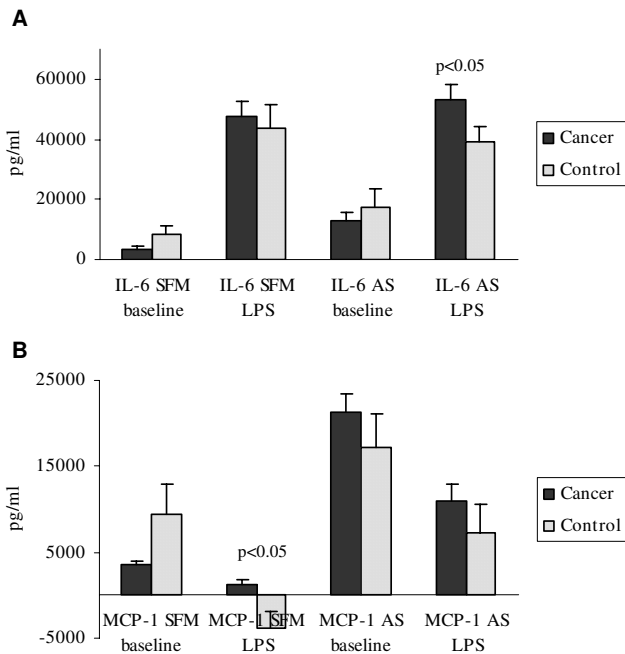 A
60000
p<0.05
40000
pg/ml
20000
0
Cancer
Control
IL-6 SFM IL-6 SFM IL-6 AS IL-6 AS
baseline LPS baseline LPS
B
25000
15000
pg/ml
5000
p<0.05
-5000
Cancer
Control
MCP-1 SFM MCP-1 SFM MCP-1 AS MCP-1 AS
baseline LPS baseline LPS